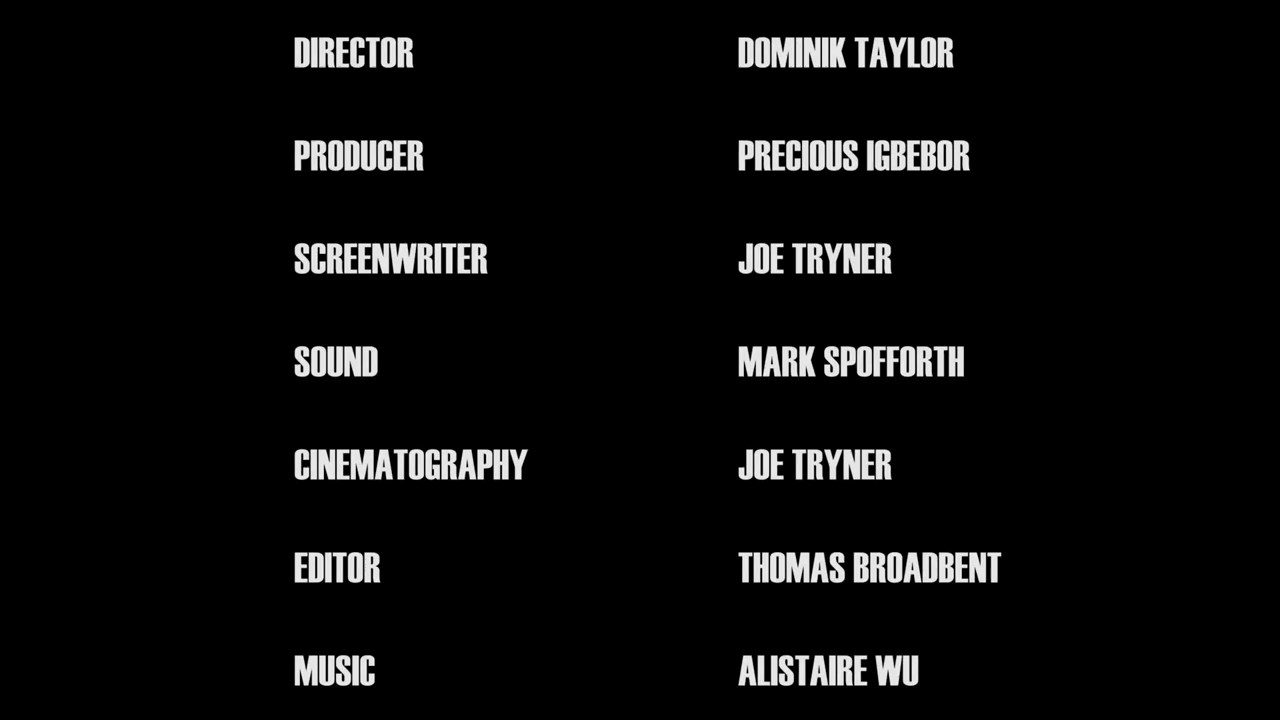 DIRECTOR DOMINIK TAYLOR
PRODUCER PRECIOUS IGBEBOR
SCREENWRITER JOE TRYNER
SOUND MARK SPOFFORTH
CINEMATOGRAPHY JOE TRYNER
EDITOR THOMAS BROADBENT
MUSIC ALISTAIRE WU